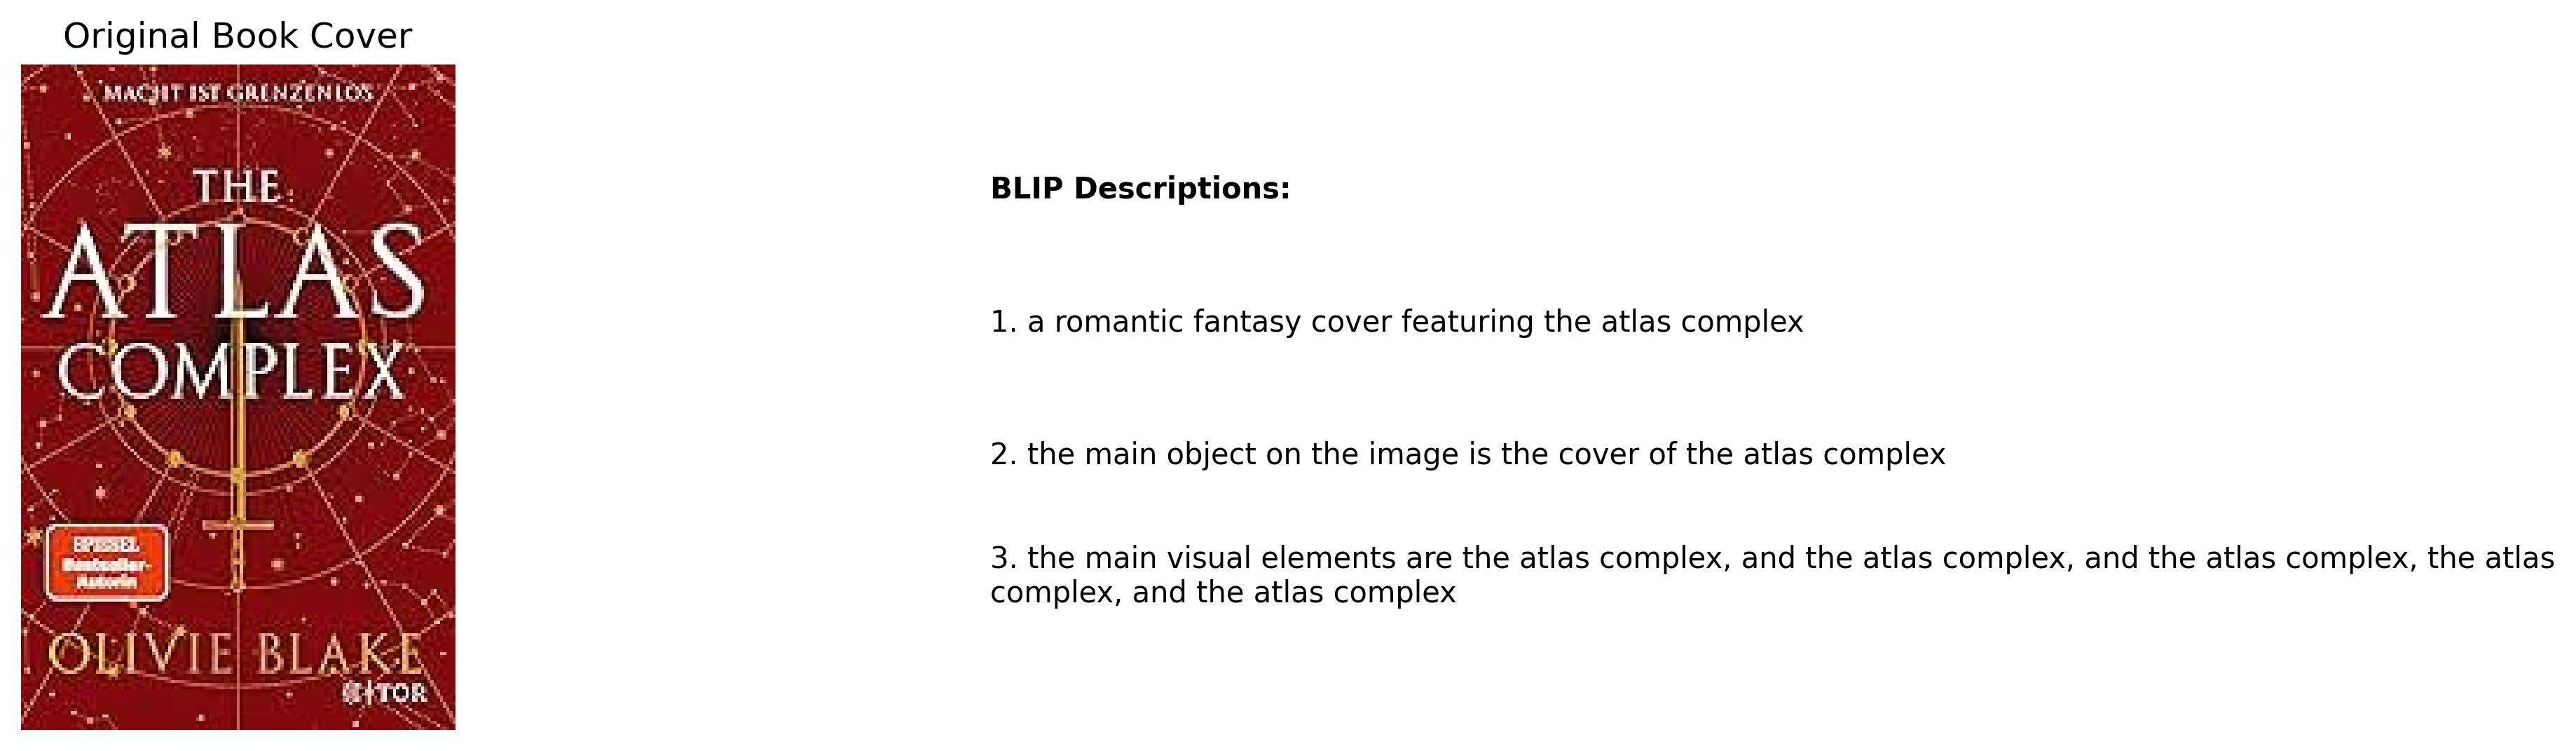 Original Book Cover
MACHT IST GRENZENLOS
THE
ATLAS
COMPLEX
SPIEGEL
Bestseller-
Autorin
OLIVIE BLAKE
TOR
BLIP Descriptions:
1. a romantic fantasy cover featuring the atlas complex
2. the main object on the image is the cover of the atlas complex
3. the main visual elements are the atlas complex, and the atlas complex, and the atlas complex, the atlas
complex, and the atlas complex